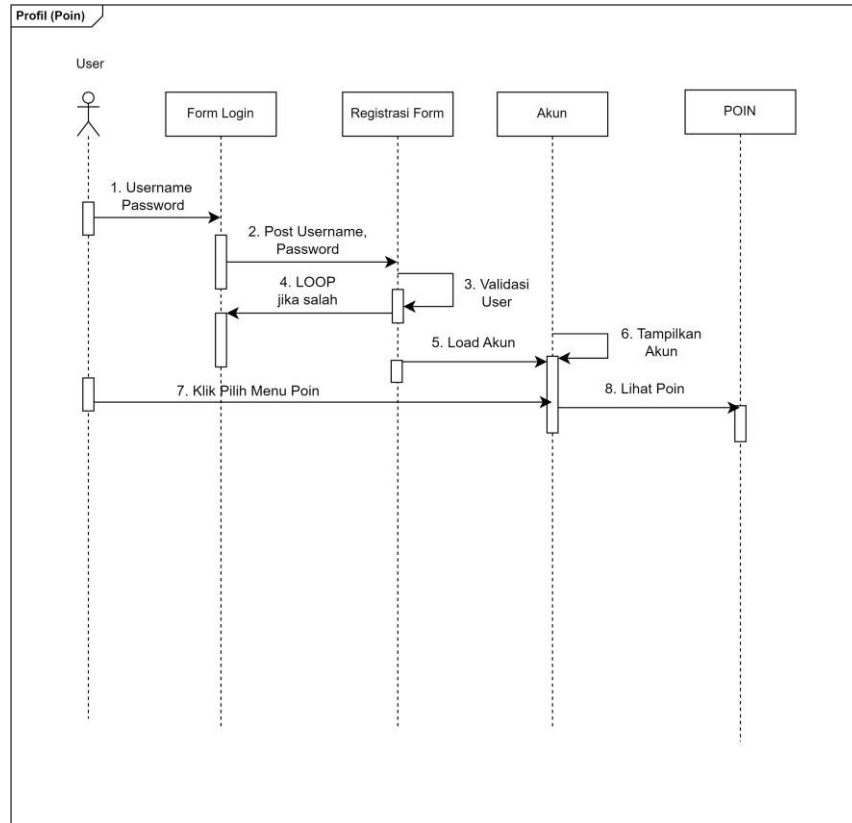 Profil (Poin)
User
Form Login
Registrasi Form
Akun
POIN
1. Username
Password
2. Post Username,
Password
3. Validasi
User
4. LOOP
jika salah
5. Load Akun
6. Tampilkan
Akun
7. Klik Pilih Menu Poin
8. Lihat Poin